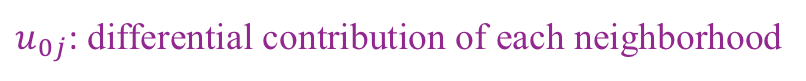 u₀ⱼ: differential contribution of each neighborhood